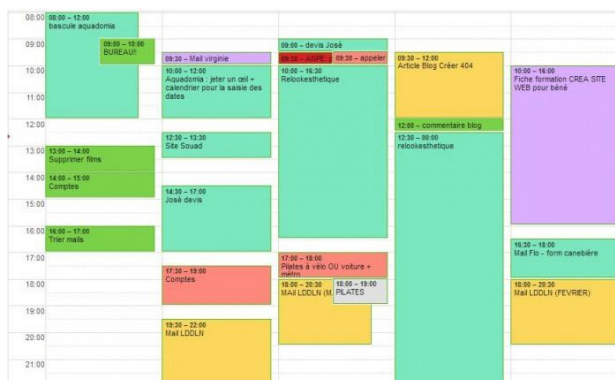 08:00
09:00
10:00
11:00
12:00
13:00
14:00
15:00
16:00
17:00
18:00
19:00
20:00
21:00
08:00 – 12:00
bascule aquadomia
09:00 – 10:00
BUREAU!!
13:00 – 14:00
Supprimer films
14:00 – 15:00
Comptes
16:00 – 17:00
Trier mails
09:30 – Mail virginie
10:00 – 12:00
Aquadomia : jeter un œil +
calendrier pour la saisie des
dates
12:30 – 13:30
Site Souad
14:30 – 17:00
José devis
17:30 – 19:00
Comptes
19:30 – 22:00
Mail LDDLN
09:00 – devis José
09:30 –
09:30 – appeler
10:00 – 16:30
Relookesthetique
17:00 – 18:00
Pilates à vélo OU voiture +
métro
18:00 – 20:30
Mail LDDLN (M
18:00 – 19:00
PILATES
09:30 – 12:00
Article Blog Créer 404
12:00 – commentaire blog
12:30 – 00:00
relookesthetique
10:00 – 16:00
Fiche formation CREA SITE
WEB pour béné
16:30 – 18:00
Mail Flo - form canebière
18:00 – 20:30
Mail LDDLN (FEVRIER)